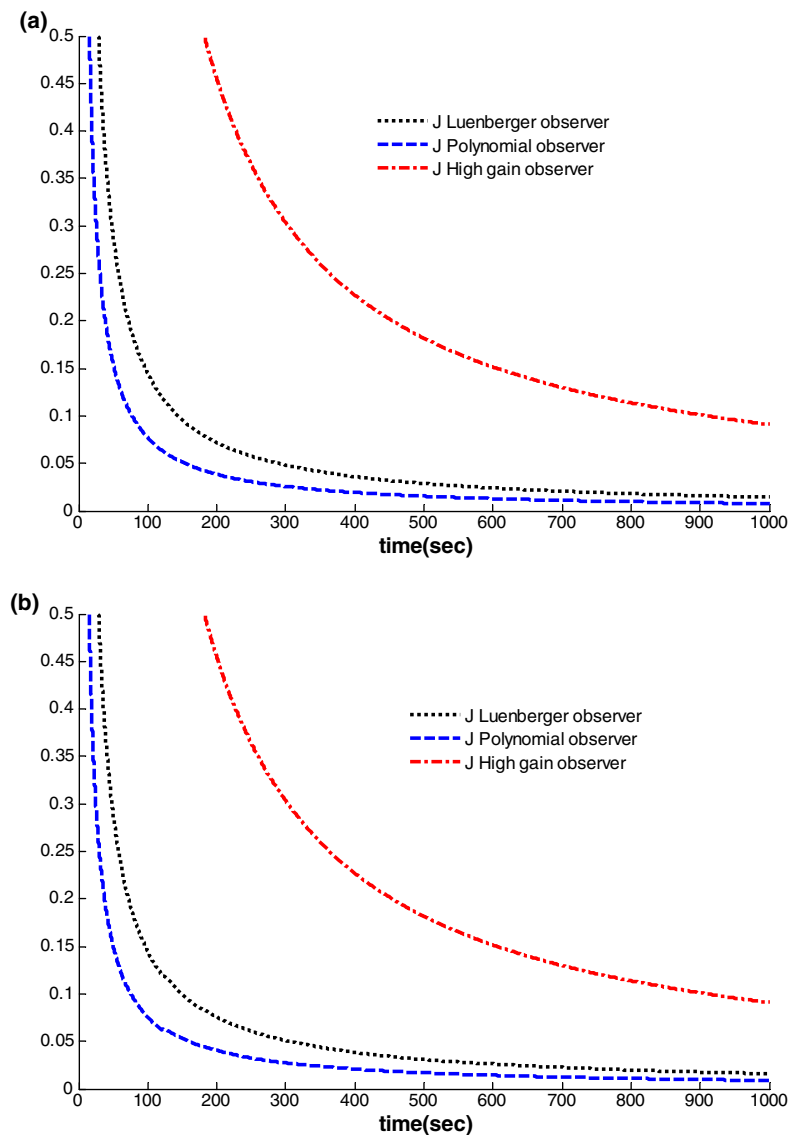 (a)
0.5
0.45
0.4
0.35
0.3
0.25
0.2
0.15
0.1
0.05
0
J Luenberger observer
J Polynomial observer
J High gain observer
0 100 200 300 400 500 600 700 800 900 1000
time(sec)
(b)
0.5
0.45
0.4
0.35
0.3
0.25
0.2
0.15
0.1
0.05
0
J Luenberger observer
J Polynomial observer
J High gain observer
0 100 200 300 400 500 600 700 800 900 1000
time(sec)